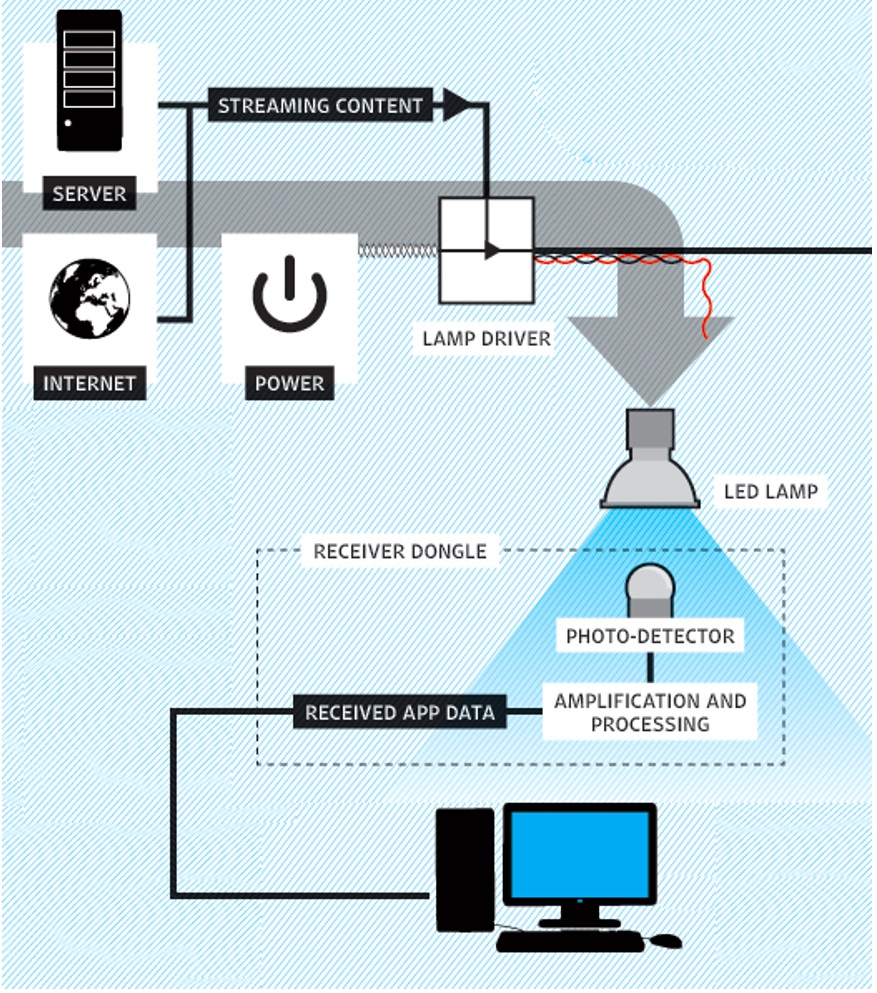 STREAMING CONTENT
SERVER
LAMP DRIVER
INTERNET
POWER
LED LAMP
RECEIVER DONGLE
PHOTO-DETECTOR
AMPLIFICATION AND
PROCESSING
RECEIVED APP DATA